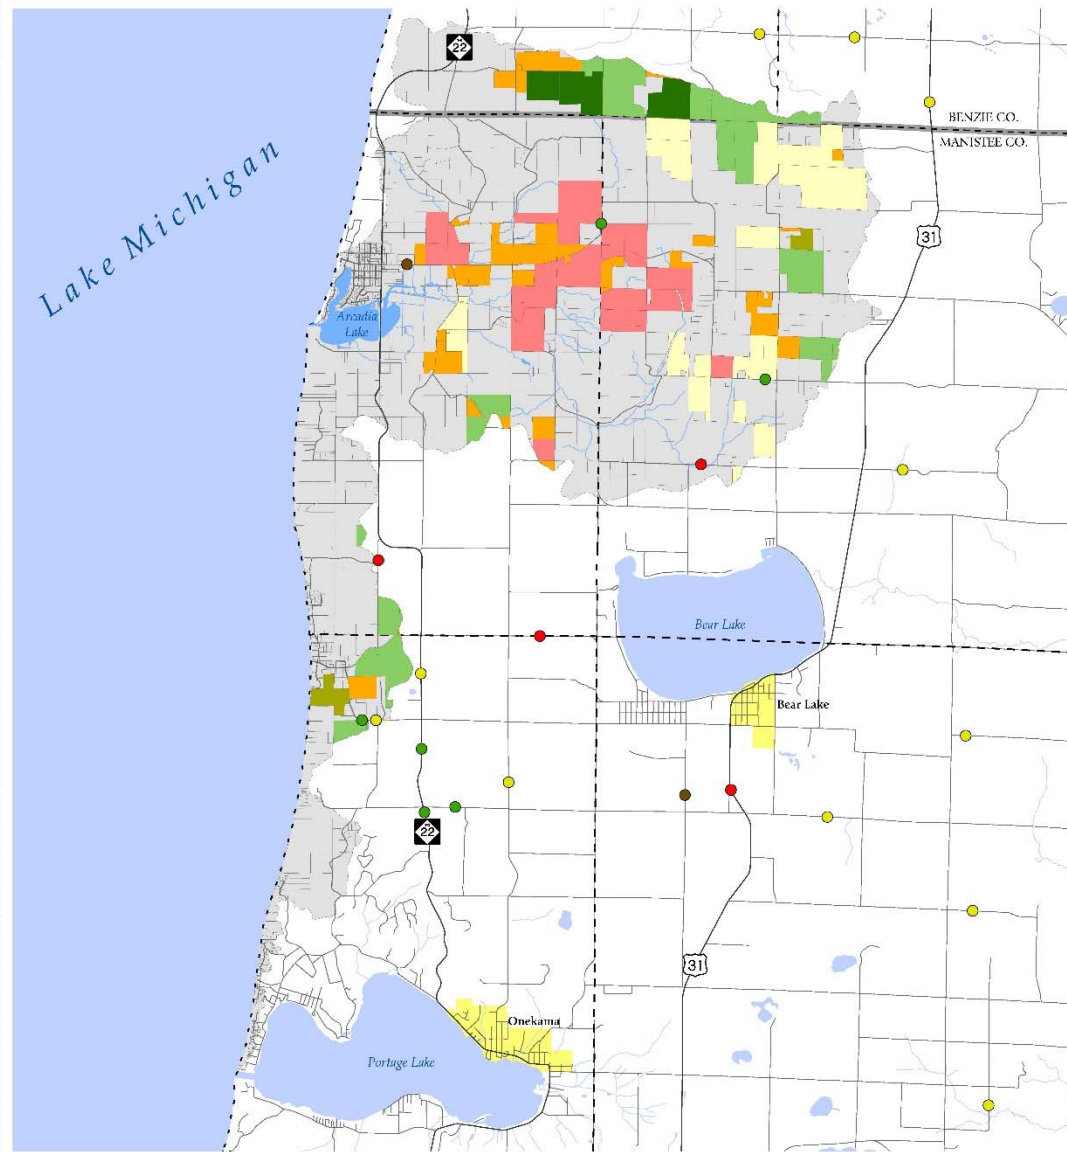 22
BENZIE CO.
MANISTEE CO.
Lake Michigan
31
Arcadia
Lake
Bear Lake
Bear Lake
22
31
Onekama
Portage Lake